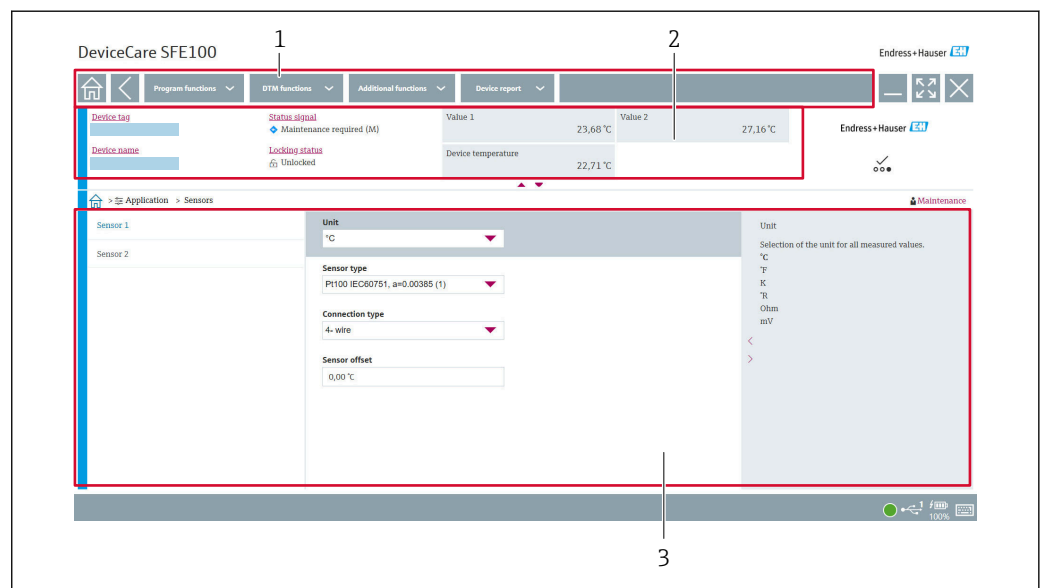 1
2
DeviceCare SFE100
Endress+Hauser EH
Program functions
DTM functions
Additional functions
Device report
Device tag
Status signal
Maintenance required (M)
Value 1
23,68 °C
Value 2
27,16 °C
Endress+Hauser EH
Device name
Locking status
Unlocked
Device temperature
22,71 °C
> Application > Sensors
Maintenance
Sensor 1
Sensor 2
Unit
°C
Sensor type
Pt100 IEC60751, a=0.00385 (1)
Connection type
4- wire
Sensor offset
0,00 °C
Unit
Selection of the unit for all measured values.
°C
°F
K
°R
Ohm
mV
<
>
1
100%
3